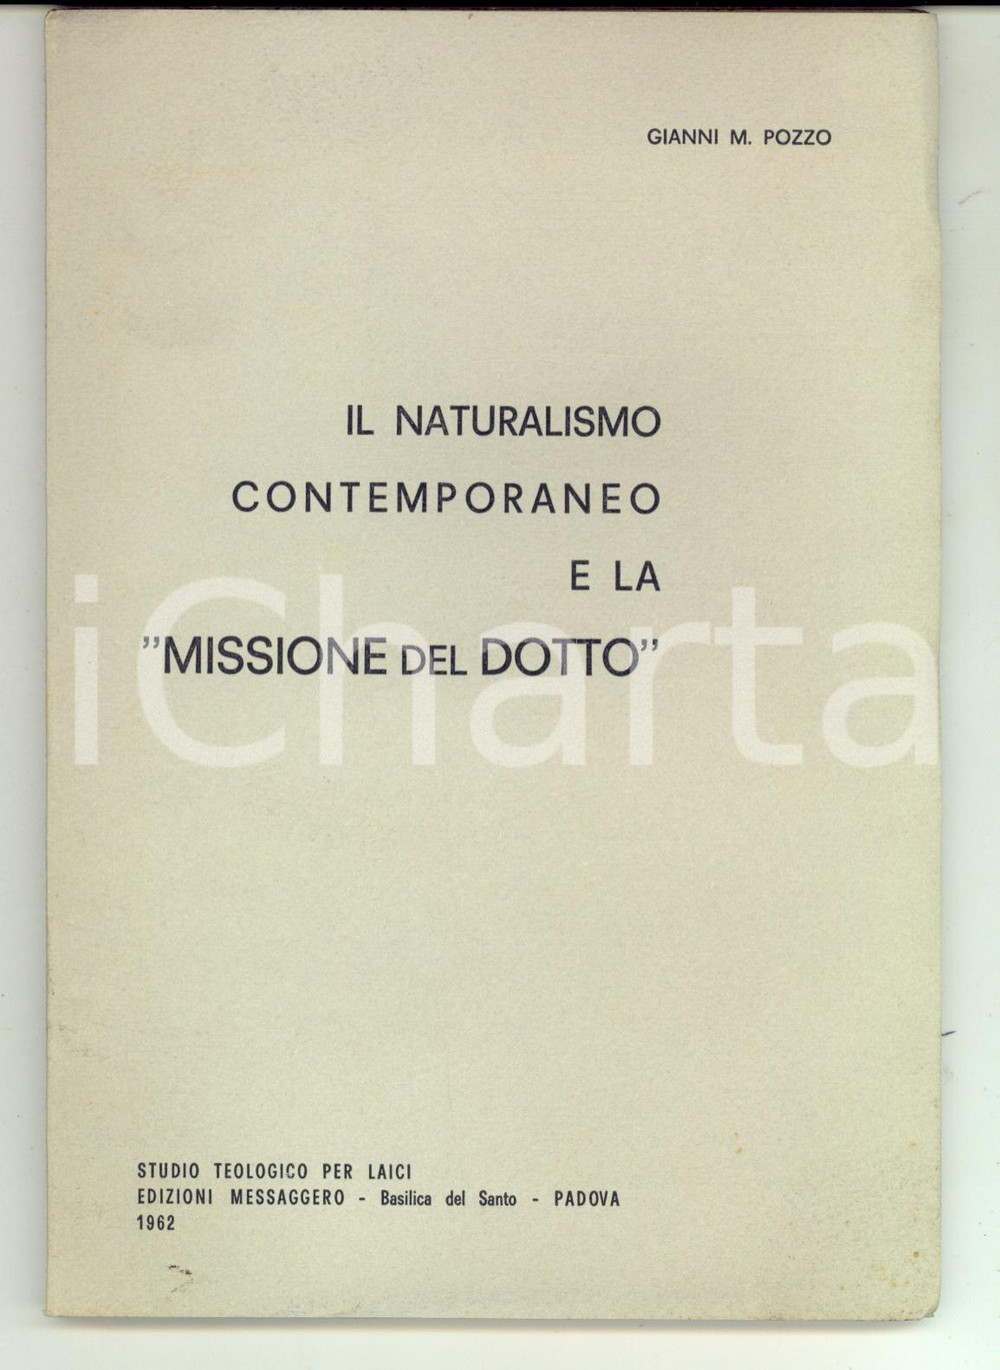 GIANNI M. POZZO
IL NATURALISMO
CONTEMPORANEO
E LA
”MISSIONE DEL DOTTO”
iCharta
STUDIO TEOLOGICO PER LAICI
EDIZIONI MESSAGGERO - Basilica del Santo - PADOVA
1962